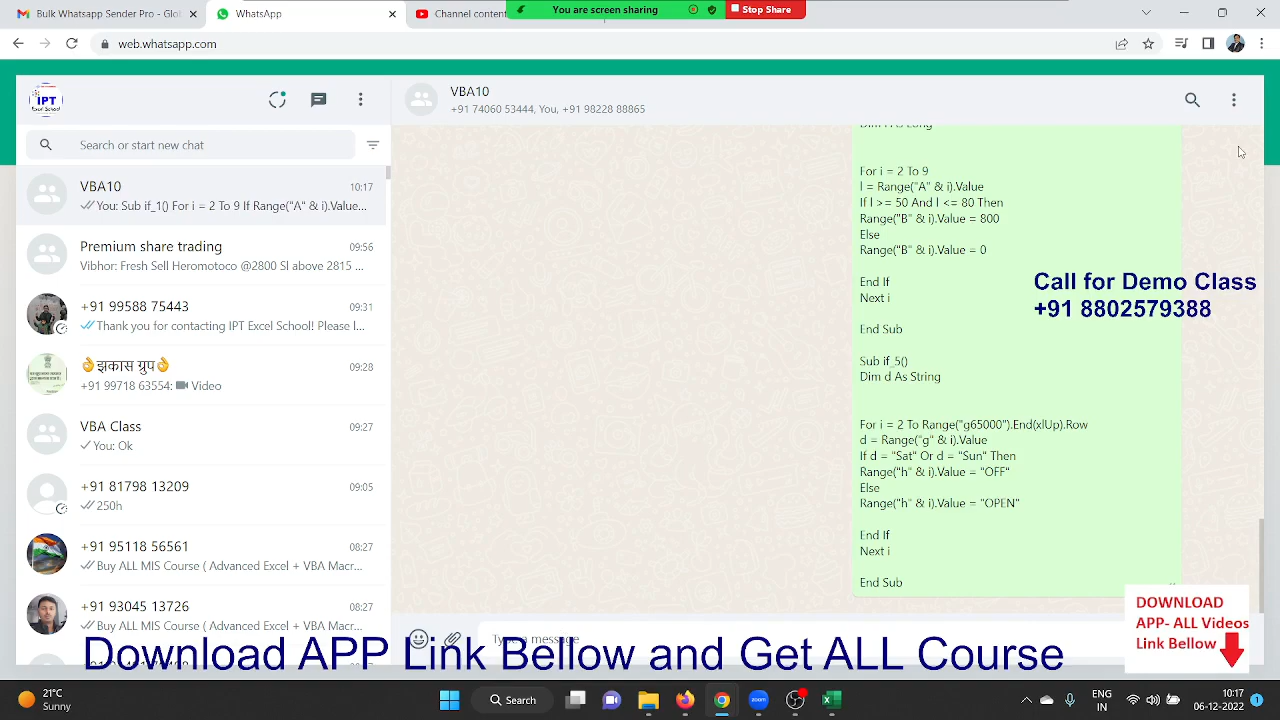 Bulk WhatsApp Sender Pro - Glob
WhatsApp
Channel content
You are screen sharing
Stop Share
web.whatsapp.com
IPT
VBA10
+91 74060 53444, You, +91 98228 88865
Search or start new chat
VBA10
10:17
You: Sub if_1() For i = 2 To 9 If Range("A" & i).Value...
Premium share trading
09:56
Vibhor: Fresh Sell Heromotoco @2800 Sl above 2815 ...
+91 99588 75443
09:31
Thank you for contacting IPT Excel School! Please l...
👌झकास ग्रुप👌
09:28
+91 99710 16354: Video
VBA Class
09:27
You: Ok
+91 81798 13209
09:05
250h
+91 95118 56561
08:27
Buy ALL MIS Course ( Advanced Excel + VBA Macr...
+91 93045 13726
08:27
Buy ALL MIS Course ( Advanced Excel + VBA Macr...
For i = 2 To 9
l = Range("A" & i).Value
If l >= 50 And l <= 80 Then
Range("B" & i).Value = 800
Else
Range("B" & i).Value = 0
End If
Next i
End Sub
Sub if_5()
Dim d As String
For i = 2 To Range("g65000").End(xlUp).Row
d = Range("g" & i).Value
If d = "Sat" Or d = "Sun" Then
Range("h" & i).Value = "OFF"
Else
Range("h" & i).Value = "OPEN"
End If
Next i
End Sub
Call for Demo Class
+91 8802579388
DOWNLOAD
APP- ALL Videos
Link Bellow
Type a message
Download APP Link Bellow and Get ALL Course
21°C
Sunny
Search
zoom
ENG
IN
10:17
06-12-2022
1